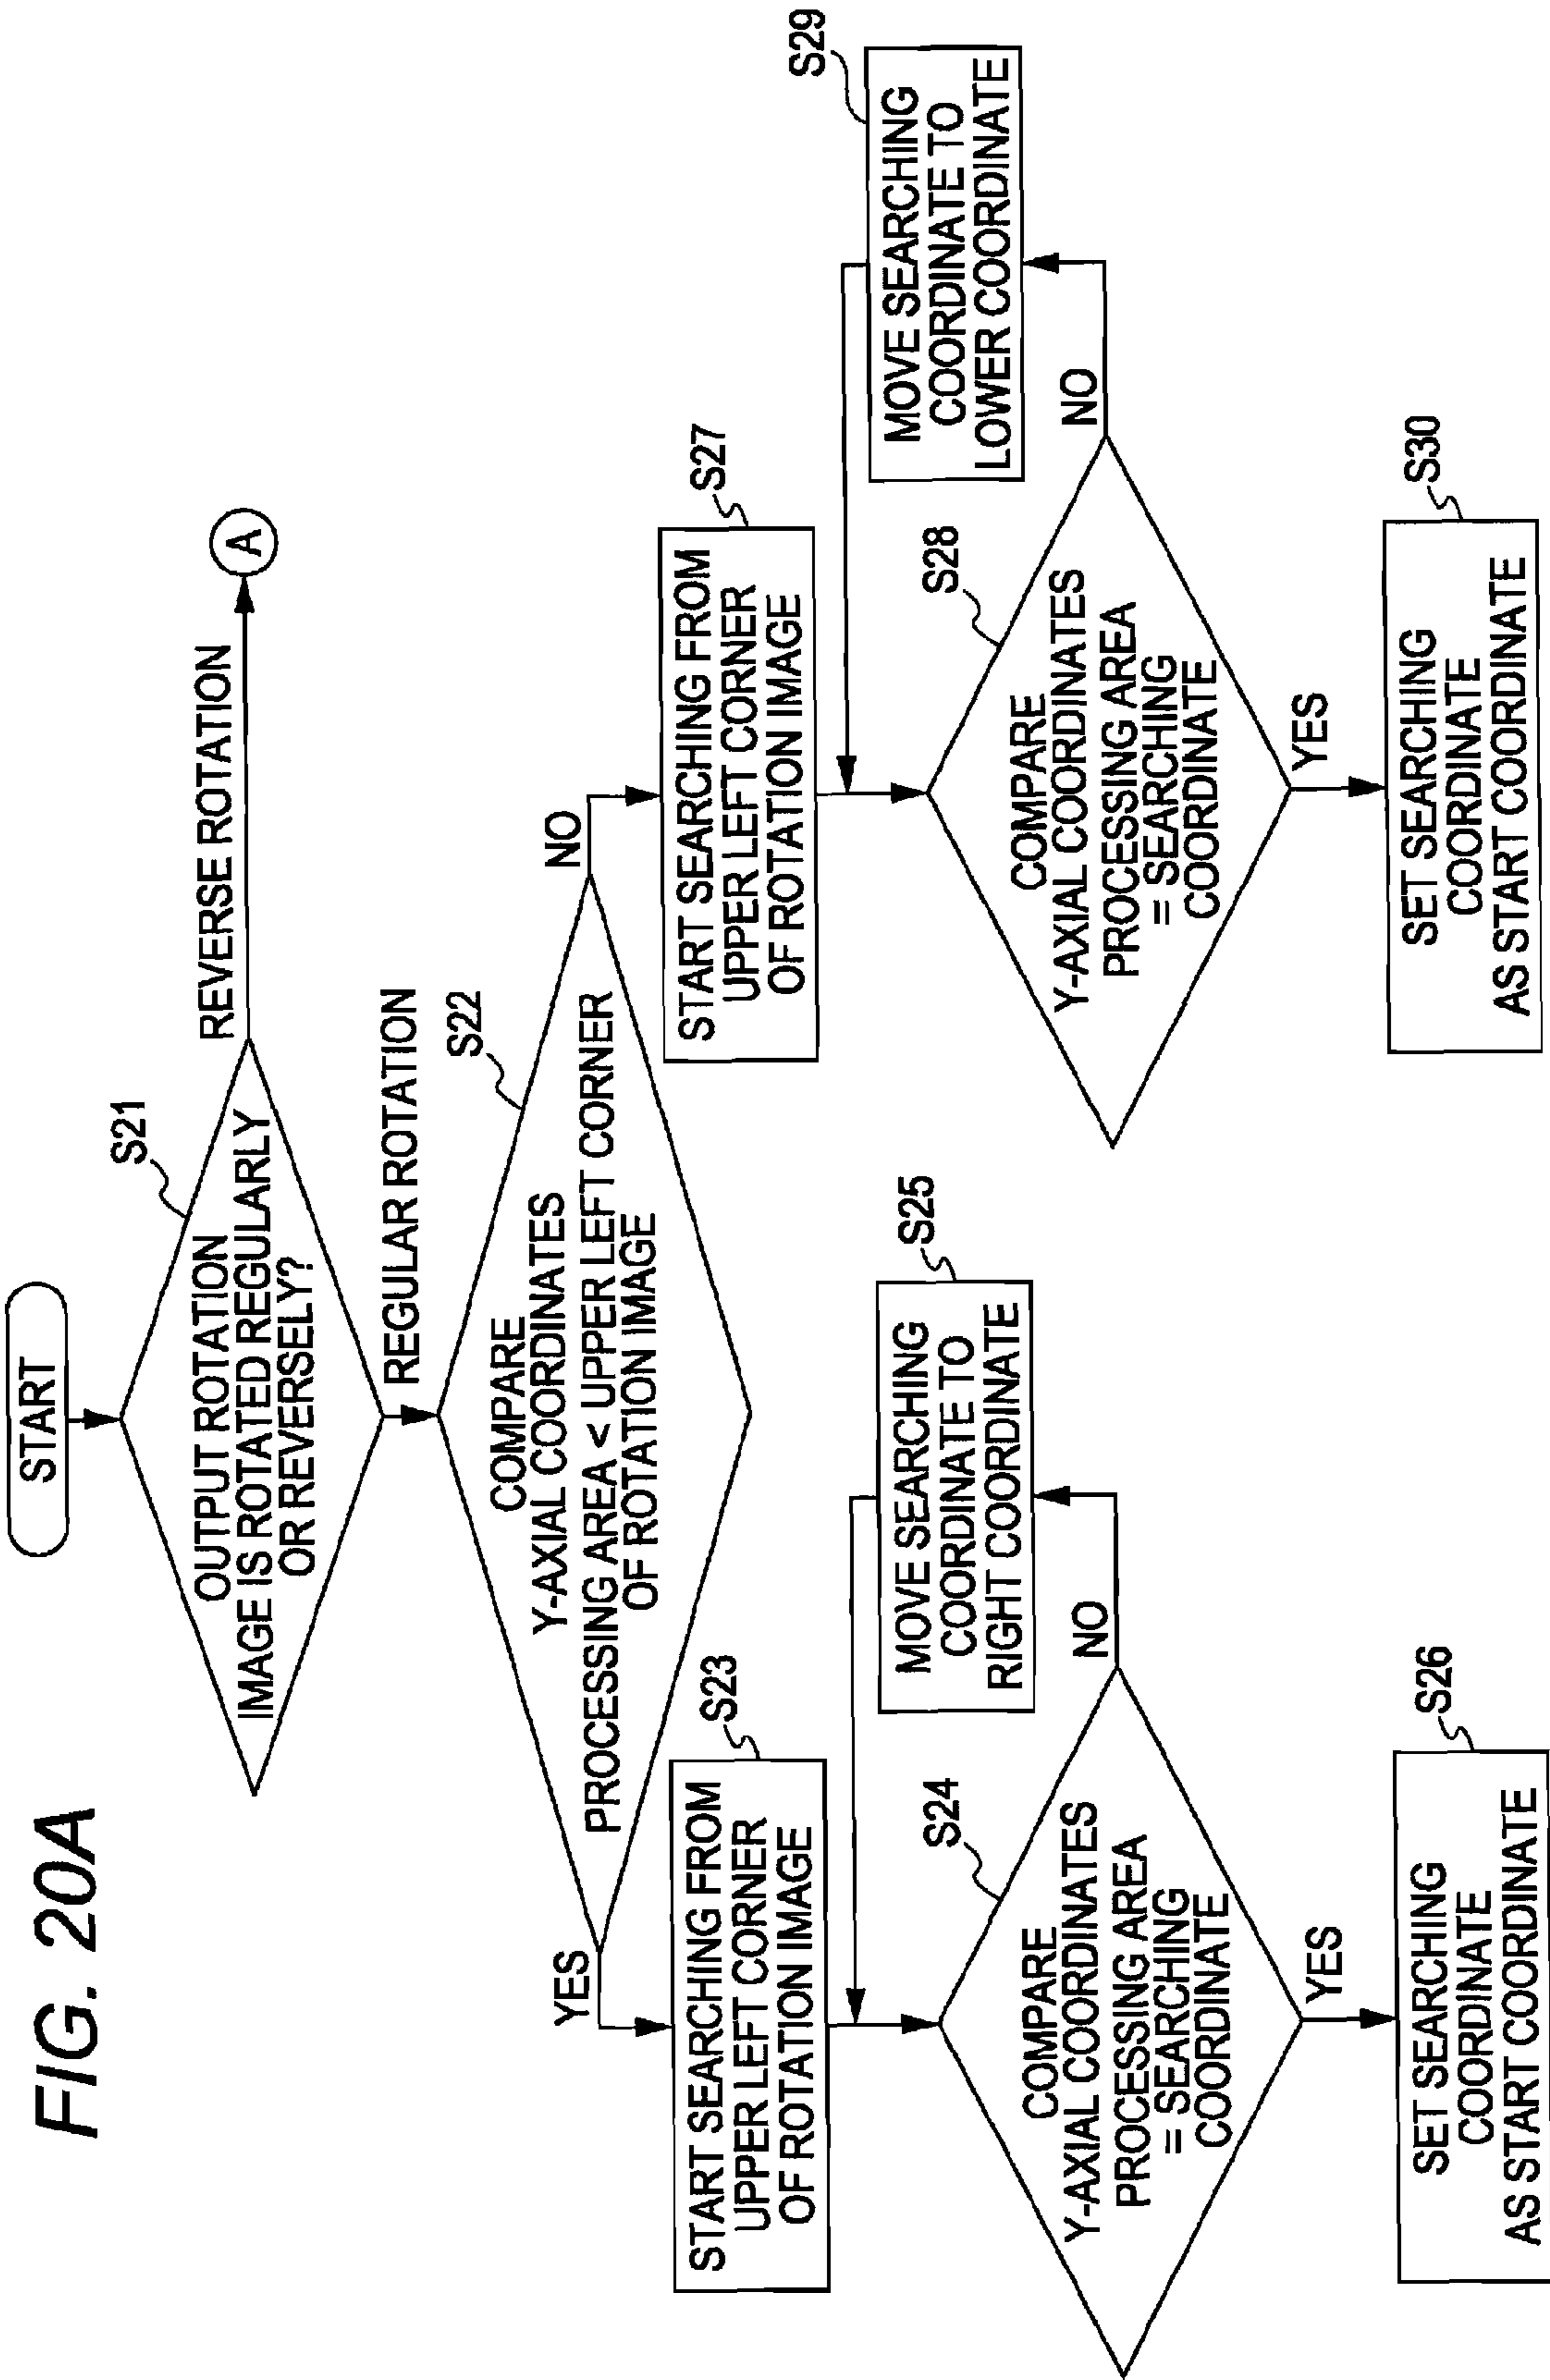 FIG. 20A
START
S21
OUTPUT ROTATION
IMAGE IS ROTATED REGULARLY
OR REVERSELY?
REVERSE ROTATION
A
REGULAR ROTATION
S22
COMPARE
Y-AXIAL COORDINATES
PROCESSING AREA < UPPER LEFT CORNER
OF ROTATION IMAGE
YES
NO
S23
START SEARCHING FROM
UPPER LEFT CORNER
OF ROTATION IMAGE
S24
COMPARE
Y-AXIAL COORDINATES
PROCESSING AREA
= SEARCHING
COORDINATE
NO
S25
MOVE SEARCHING
COORDINATE TO
RIGHT COORDINATE
YES
S26
SET SEARCHING
COORDINATE
AS START COORDINATE
S27
START SEARCHING FROM
UPPER LEFT CORNER
OF ROTATION IMAGE
S28
COMPARE
Y-AXIAL COORDINATES
PROCESSING AREA
= SEARCHING
COORDINATE
NO
S29
MOVE SEARCHING
COORDINATE TO
LOWER COORDINATE
YES
S30
SET SEARCHING
COORDINATE
AS START COORDINATE